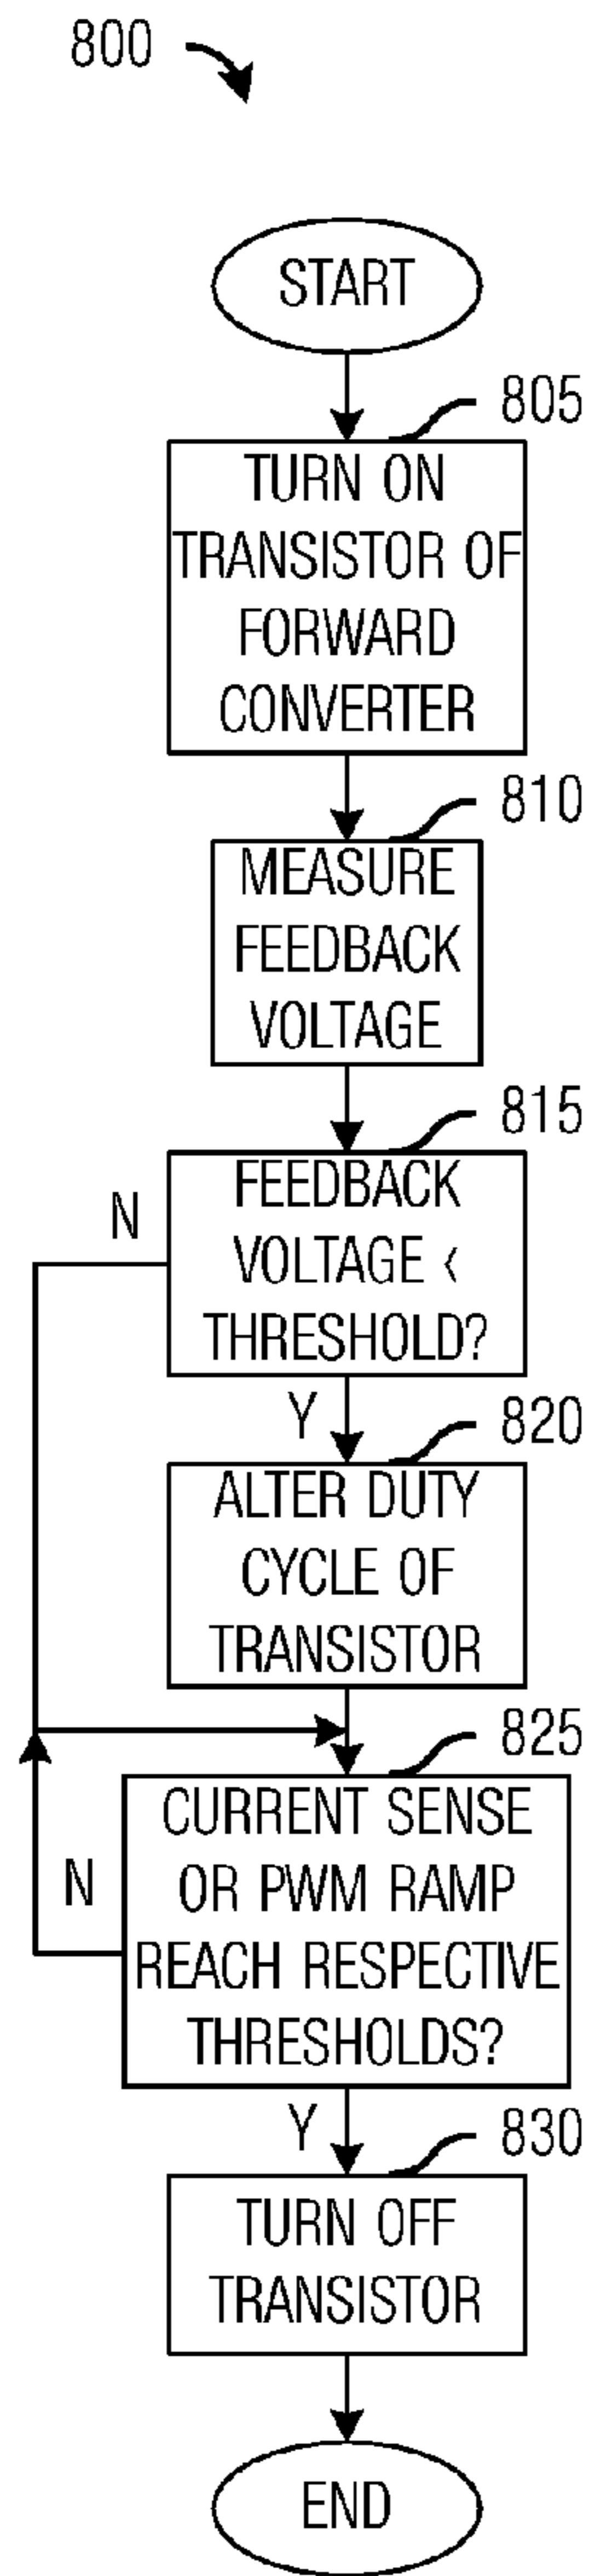 800
START
805
TURN ON
TRANSISTOR OF
FORWARD
CONVERTER
810
MEASURE
FEEDBACK
VOLTAGE
815
FEEDBACK
VOLTAGE <
THRESHOLD?
N
Y
820
ALTER DUTY
CYCLE OF
TRANSISTOR
825
CURRENT SENSE
OR PWM RAMP
REACH RESPECTIVE
THRESHOLDS?
N
Y
830
TURN OFF
TRANSISTOR
END